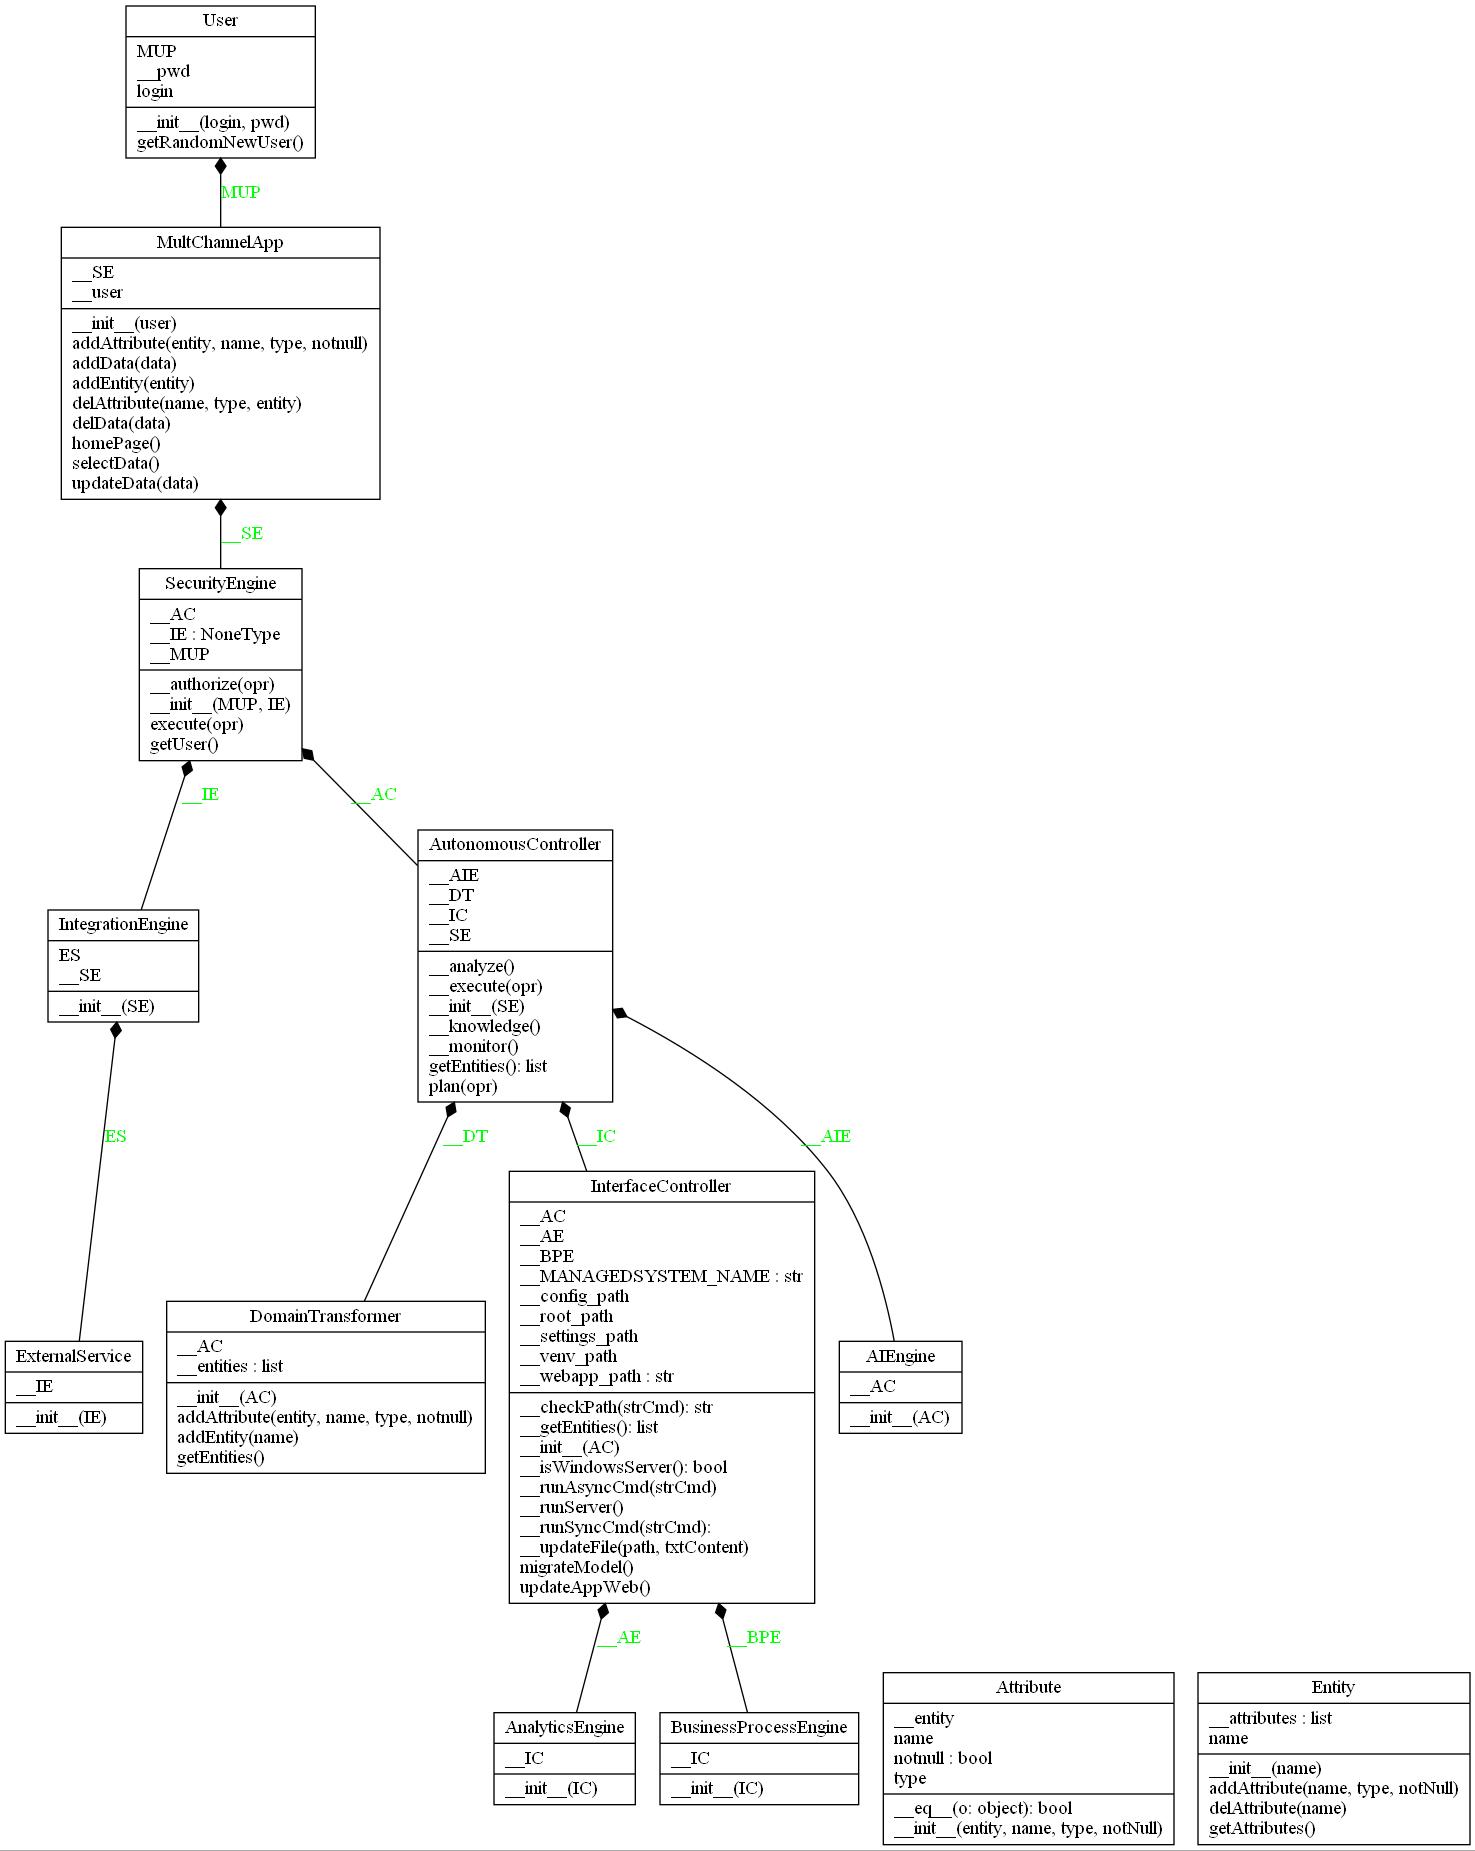 User
MUP
__pwd
login
__init__(login, pwd)
getRandomNewUser()
MUP
MultChannelApp
__SE
__user
__init__(user)
addAttribute(entity, name, type, notnull)
addData(data)
addEntity(entity)
delAttribute(name, type, entity)
delData(data)
homePage()
selectData()
updateData(data)
__SE
SecurityEngine
__AC
__IE : NoneType
__MUP
__authorize(opr)
__init__(MUP, IE)
execute(opr)
getUser()
__IE
__AC
AutonomousController
__AIE
__DT
__IC
__SE
__analyze()
__execute(opr)
__init__(SE)
__knowledge()
__monitor()
getEntities(): list
plan(opr)
IntegrationEngine
ES
__SE
__init__(SE)
ES
__DT
__IC
__AIE
InterfaceController
__AC
__AE
__BPE
__MANAGEDSYSTEM_NAME : str
__config_path
__root_path
__settings_path
__venv_path
__webapp_path : str
__checkPath(strCmd): str
__getEntities(): list
__init__(AC)
__isWindowsServer(): bool
__runAsyncCmd(strCmd)
__runServer()
__runSyncCmd(strCmd):
__updateFile(path, txtContent)
migrateModel()
updateAppWeb()
ExternalService
__IE
__init__(IE)
DomainTransformer
__AC
__entities : list
__init__(AC)
addAttribute(entity, name, type, notnull)
addEntity(name)
getEntities()
AIEngine
__AC
__init__(AC)
__AE
__BPE
AnalyticsEngine
__IC
__init__(IC)
BusinessProcessEngine
__IC
__init__(IC)
Attribute
__entity
name
notnull : bool
type
__eq__(o: object): bool
__init__(entity, name, type, notNull)
Entity
__attributes : list
name
__init__(name)
addAttribute(name, type, notNull)
delAttribute(name)
getAttributes()